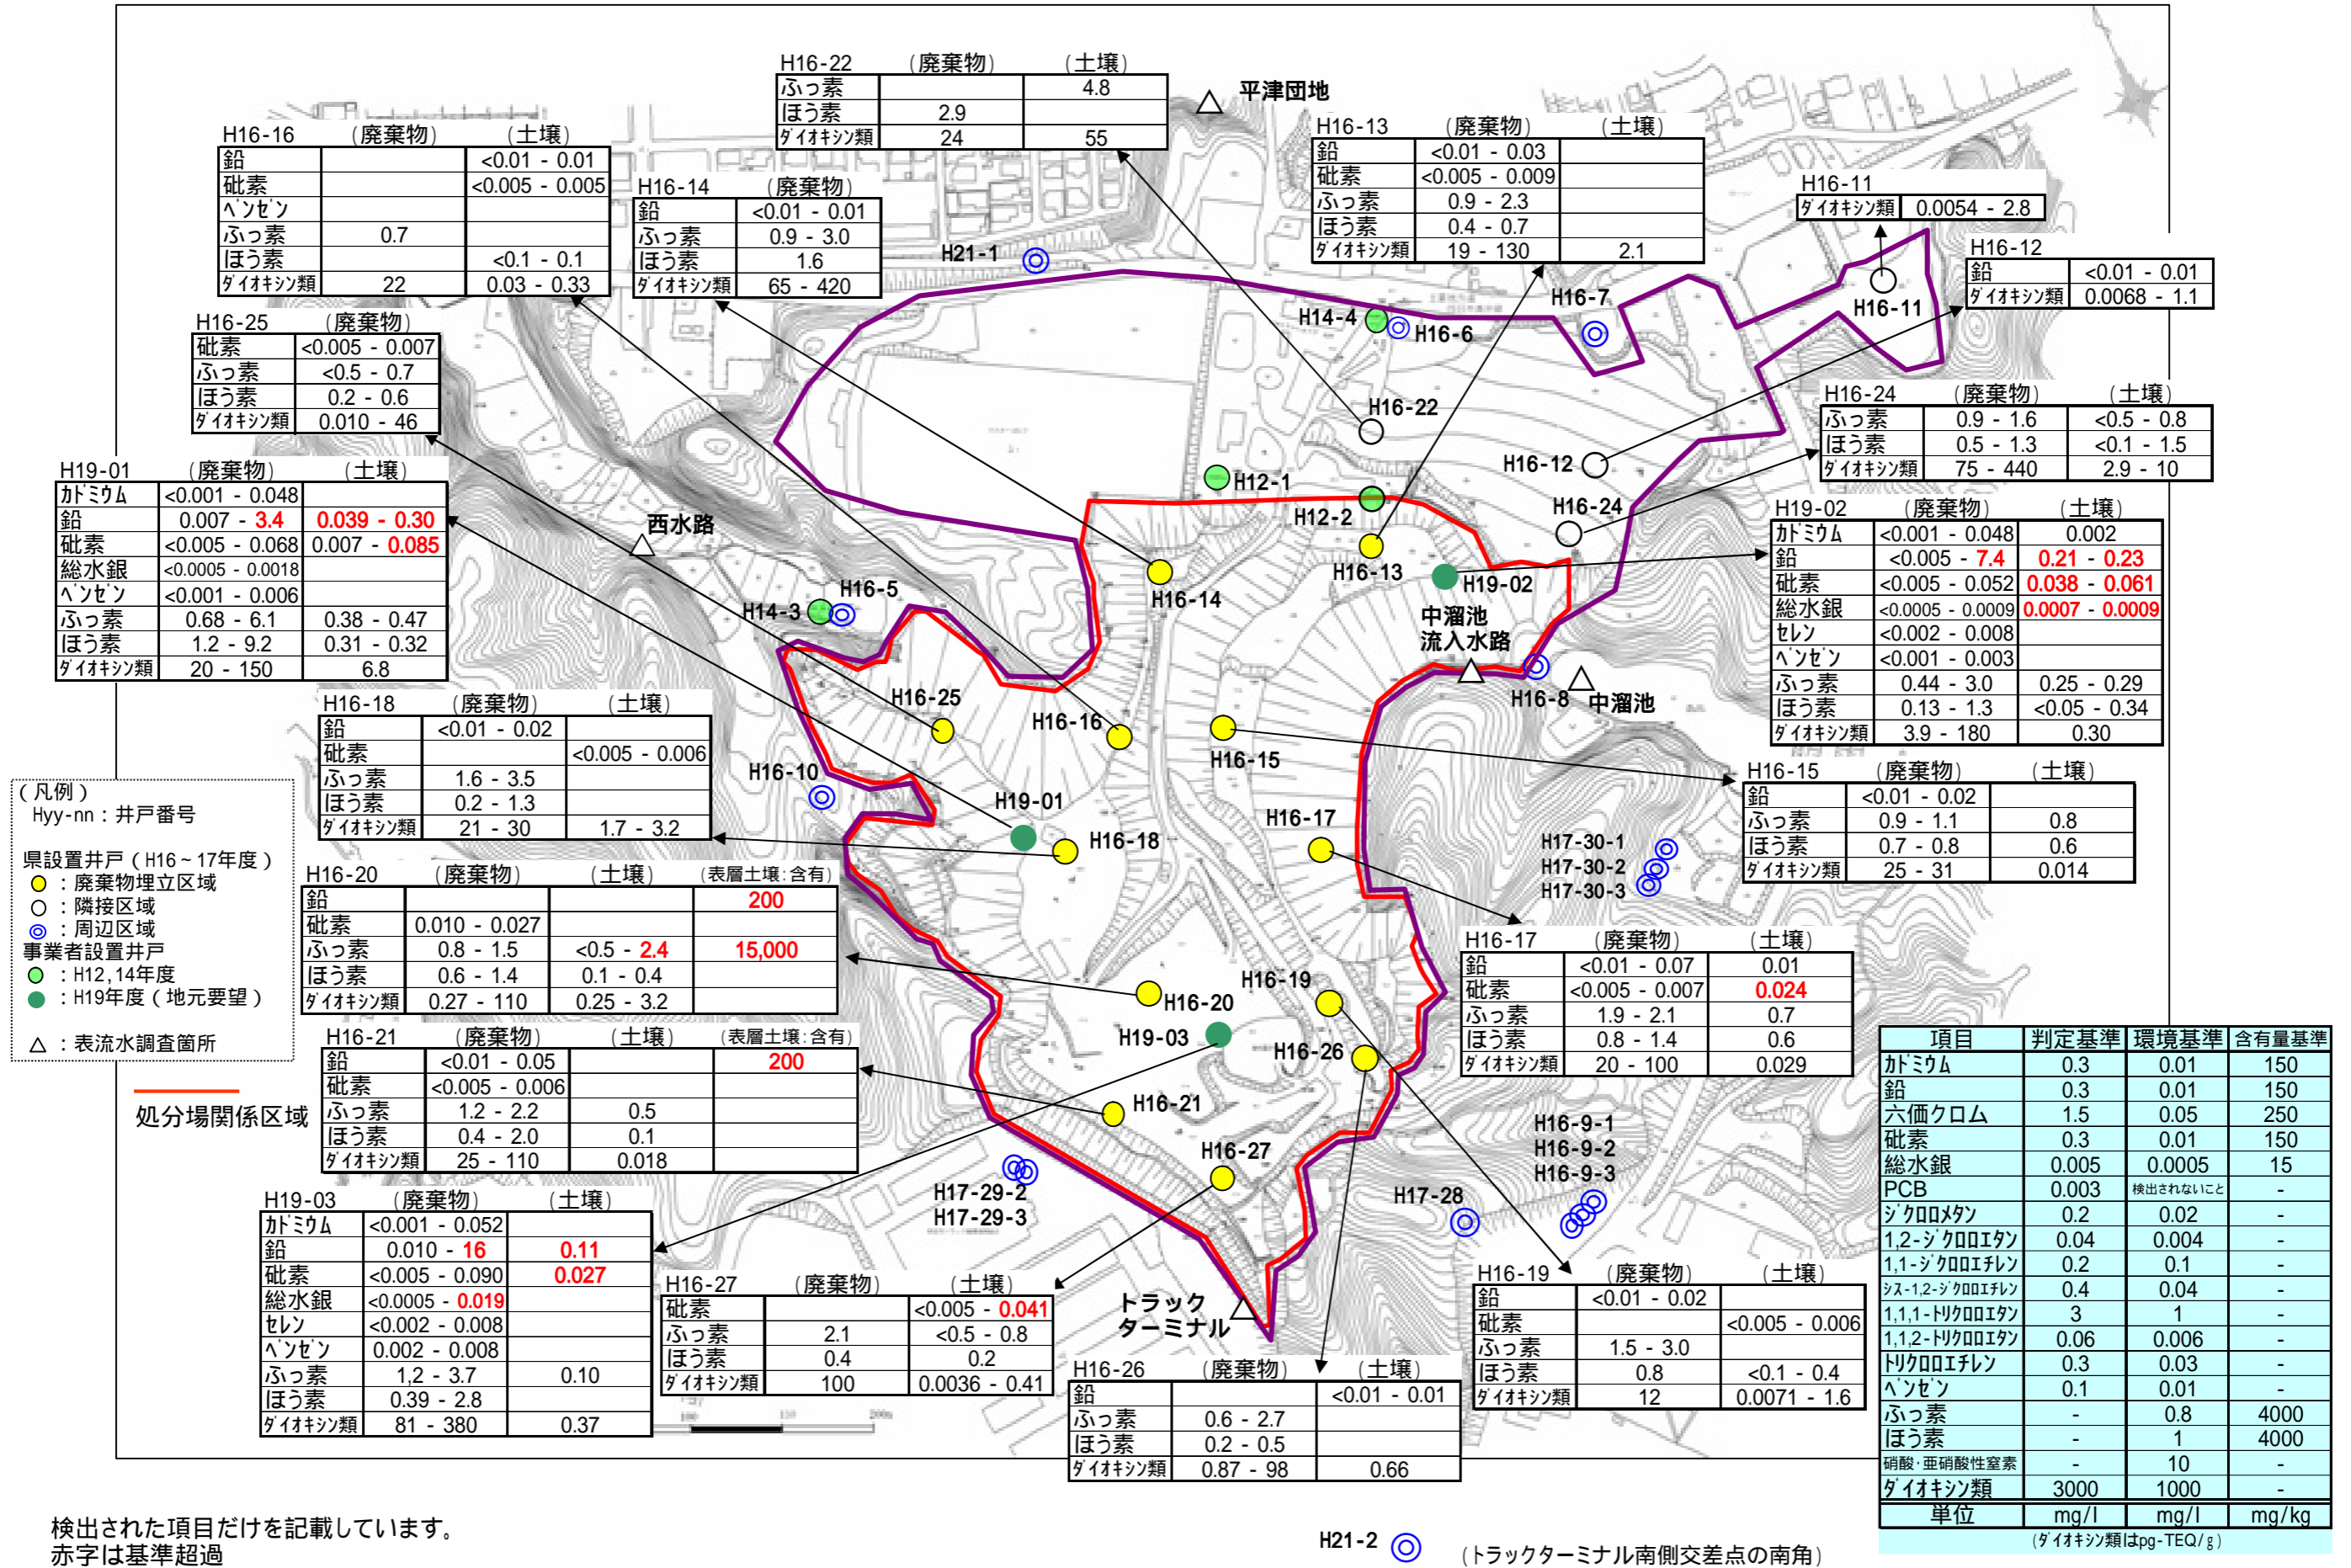 H16-22 (廃棄物) (土壌)
ふっ素 4.8
ほう素 2.9
ダイオキシン類 24 55
平津団地
H16-16 (廃棄物) (土壌)
鉛 <0.01 - 0.01
砒素 <0.005 - 0.005
ベンゼン
ふっ素 0.7
ほう素 <0.1 - 0.1
ダイオキシン類 22 0.03 - 0.33
H16-14 (廃棄物)
鉛 <0.01 - 0.01
ふっ素 0.9 - 3.0
ほう素 1.6
ダイオキシン類 65 - 420
H16-13 (廃棄物) (土壌)
鉛 <0.01 - 0.03
砒素 <0.005 - 0.009
ふっ素 0.9 - 2.3
ほう素 0.4 - 0.7
ダイオキシン類 19 - 130 2.1
H16-11
ダイオキシン類 0.0054 - 2.8
H16-12
鉛 <0.01 - 0.01
ダイオキシン類 0.0068 - 1.1
H16-25 (廃棄物)
砒素 <0.005 - 0.007
ふっ素 <0.5 - 0.7
ほう素 0.2 - 0.6
ダイオキシン類 0.010 - 46
H16-24 (廃棄物) (土壌)
ふっ素 0.9 - 1.6 <0.5 - 0.8
ほう素 0.5 - 1.3 <0.1 - 1.5
ダイオキシン類 75 - 440 2.9 - 10
H19-01 (廃棄物) (土壌)
カドミウム <0.001 - 0.048
鉛 0.007 - 3.4 0.039 - 0.30
砒素 <0.005 - 0.068 0.007 - 0.085
総水銀 <0.0005 - 0.0018
ベンゼン <0.001 - 0.006
ふっ素 0.68 - 6.1 0.38 - 0.47
ほう素 1.2 - 9.2 0.31 - 0.32
ダイオキシン類 20 - 150 6.8
H19-02 (廃棄物) (土壌)
カドミウム <0.001 - 0.048 0.002
鉛 <0.005 - 7.4 0.21 - 0.23
砒素 <0.005 - 0.052 0.038 - 0.061
総水銀 <0.0005 - 0.0009 0.0007 - 0.0009
セレン <0.002 - 0.008
ベンゼン <0.001 - 0.003
ふっ素 0.44 - 3.0 0.25 - 0.29
ほう素 0.13 - 1.3 <0.05 - 0.34
ダイオキシン類 3.9 - 180 0.30
H16-18 (廃棄物) (土壌)
鉛 <0.01 - 0.02
砒素 <0.005 - 0.006
ふっ素 1.6 - 3.5
ほう素 0.2 - 1.3
ダイオキシン類 21 - 30 1.7 - 3.2
H16-15 (廃棄物) (土壌)
鉛 <0.01 - 0.02
ふっ素 0.9 - 1.1 0.8
ほう素 0.7 - 0.8 0.6
ダイオキシン類 25 - 31 0.014
H16-20 (廃棄物) (土壌) (表層土壌:含有)
鉛 200
砒素 0.010 - 0.027
ふっ素 0.8 - 1.5 <0.5 - 2.4 15,000
ほう素 0.6 - 1.4 0.1 - 0.4
ダイオキシン類 0.27 - 110 0.25 - 3.2
H16-17 (廃棄物) (土壌)
鉛 <0.01 - 0.07 0.01
砒素 <0.005 - 0.007 0.024
ふっ素 1.9 - 2.1 0.7
ほう素 0.8 - 1.4 0.6
ダイオキシン類 20 - 100 0.029
H16-21 (廃棄物) (土壌) (表層土壌:含有)
鉛 <0.01 - 0.05 200
砒素 <0.005 - 0.006
ふっ素 1.2 - 2.2 0.5
ほう素 0.4 - 2.0 0.1
ダイオキシン類 25 - 110 0.018
H19-03 (廃棄物) (土壌)
カドミウム <0.001 - 0.052
鉛 0.010 - 16 0.11
砒素 <0.005 - 0.090 0.027
総水銀 <0.0005 - 0.019
セレン <0.002 - 0.008
ベンゼン 0.002 - 0.008
ふっ素 1,2 - 3.7 0.10
ほう素 0.39 - 2.8
ダイオキシン類 81 - 380 0.37
H16-27 (廃棄物) (土壌)
砒素 <0.005 - 0.041
ふっ素 2.1 <0.5 - 0.8
ほう素 0.4 0.2
ダイオキシン類 100 0.0036 - 0.41
H16-26 (廃棄物) (土壌)
鉛 <0.01 - 0.01
ふっ素 0.6 - 2.7
ほう素 0.2 - 0.5
ダイオキシン類 0.87 - 98 0.66
H16-19 (廃棄物) (土壌)
鉛 <0.01 - 0.02
砒素 <0.005 - 0.006
ふっ素 1.5 - 3.0
ほう素 0.8 <0.1 - 0.4
ダイオキシン類 12 0.0071 - 1.6
H21-1
H14-4
H16-6
H16-7
H16-11
H16-22
H16-12
H12-1
H12-2
H16-24
西水路
H16-13
H19-02
H16-14
H16-5
H14-3
中溜池
流入水路
H16-8
中溜池
H16-25
H16-16
H16-15
H16-10
H19-01
H16-18
H16-17
H17-30-1
H17-30-2
H17-30-3
H16-20
H16-19
H19-03
H16-26
H16-21
H16-27
H16-9-1
H16-9-2
H16-9-3
H17-28
H17-29-2
H17-29-3
トラック
ターミナル
100 150 200m
(凡例)
Hyy-nn:井戸番号
県設置井戸(H16~17年度)
:廃棄物埋立区域
:隣接区域
:周辺区域
事業者設置井戸
:H12,14年度
:H19年度(地元要望)
:表流水調査箇所
処分場関係区域
項目 判定基準 環境基準 含有量基準
カドミウム 0.3 0.01 150
鉛 0.3 0.01 150
六価クロム 1.5 0.05 250
砒素 0.3 0.01 150
総水銀 0.005 0.0005 15
PCB 0.003 検出されないこと -
ジクロロメタン 0.2 0.02 -
1,2-ジクロロエタン 0.04 0.004 -
1,1-ジクロロエチレン 0.2 0.1 -
シス-1,2-ジクロロエチレン 0.4 0.04 -
1,1,1-トリクロロエタン 3 1 -
1,1,2-トリクロロエタン 0.06 0.006 -
トリクロロエチレン 0.3 0.03 -
ベンゼン 0.1 0.01 -
ふっ素 - 0.8 4000
ほう素 - 1 4000
硝酸・亜硝酸性窒素 - 10 -
ダイオキシン類 3000 1000 -
単位 mg/l mg/l mg/kg
(ダイオキシン類はpg-TEQ/g)
検出された項目だけを記載しています。
赤字は基準超過
H21-2 (トラックターミナル南側交差点の南角)